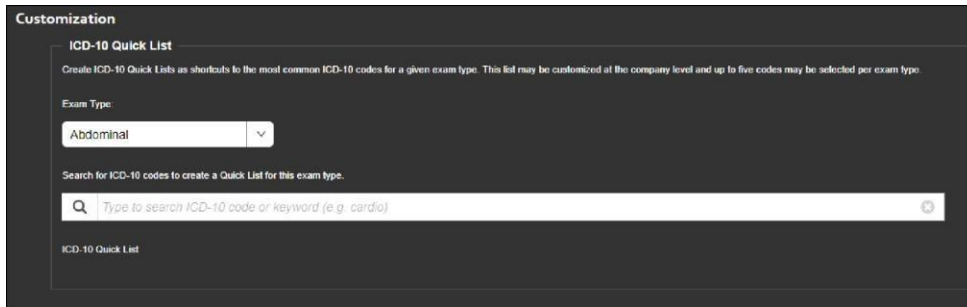 Customization
ICD-10 Quick List
Create ICD-10 Quick Lists as shortcuts to the most common ICD-10 codes for a given exam type. This list may be customized at the company level and up to five codes may be selected per exam type.
Exam Type:
Abdominal
Search for ICD-10 codes to create a Quick List for this exam type.
Type to search ICD-10 code or keyword (e.g. cardio)
ICD-10 Quick List